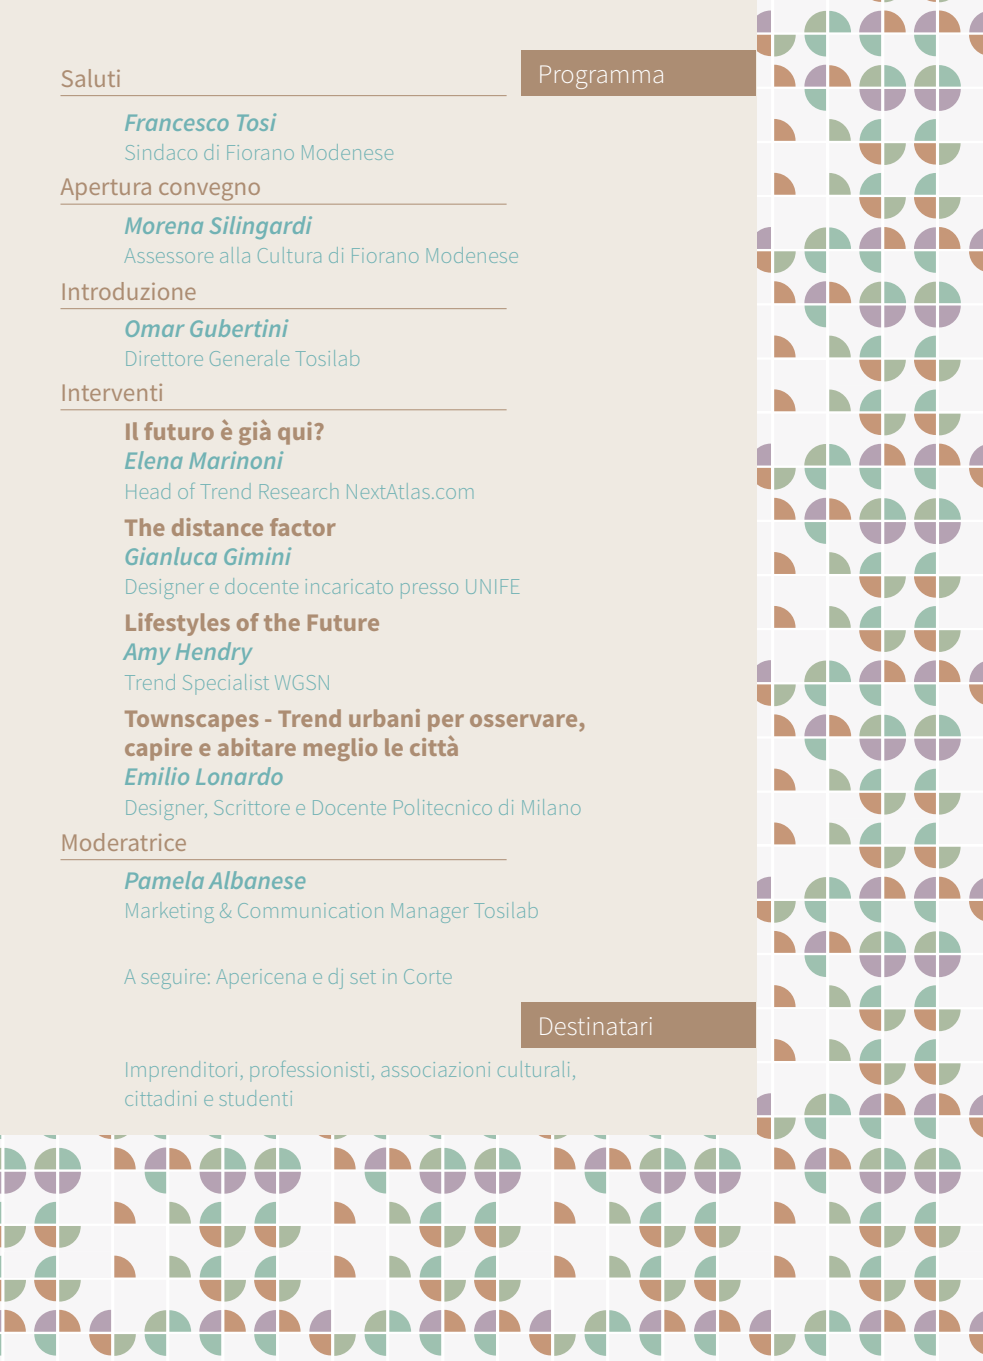 Programma
Saluti
Francesco Tosi
Sindaco di Fiorano Modenese
Apertura convegno
Morena Silingardi
Assessore alla Cultura di Fiorano Modenese
Introduzione
Omar Gubertini
Direttore Generale Tosilab
Interventi
Il futuro è già qui?
Elena Marinoni
Head of Trend Research NextAtlas.com
The distance factor
Gianluca Gimini
Designer e docente incaricato presso UNIFE
Lifestyles of the Future
Amy Hendry
Trend Specialist WGSN
Townscapes - Trend urbani per osservare,
capire e abitare meglio le città
Emilio Lonardo
Designer, Scrittore e Docente Politecnico di Milano
Moderatrice
Pamela Albanese
Marketing & Communication Manager Tosilab
A seguire: Apericena e dj set in Corte
Destinatari
Imprenditori, professionisti, associazioni culturali,
cittadini e studenti